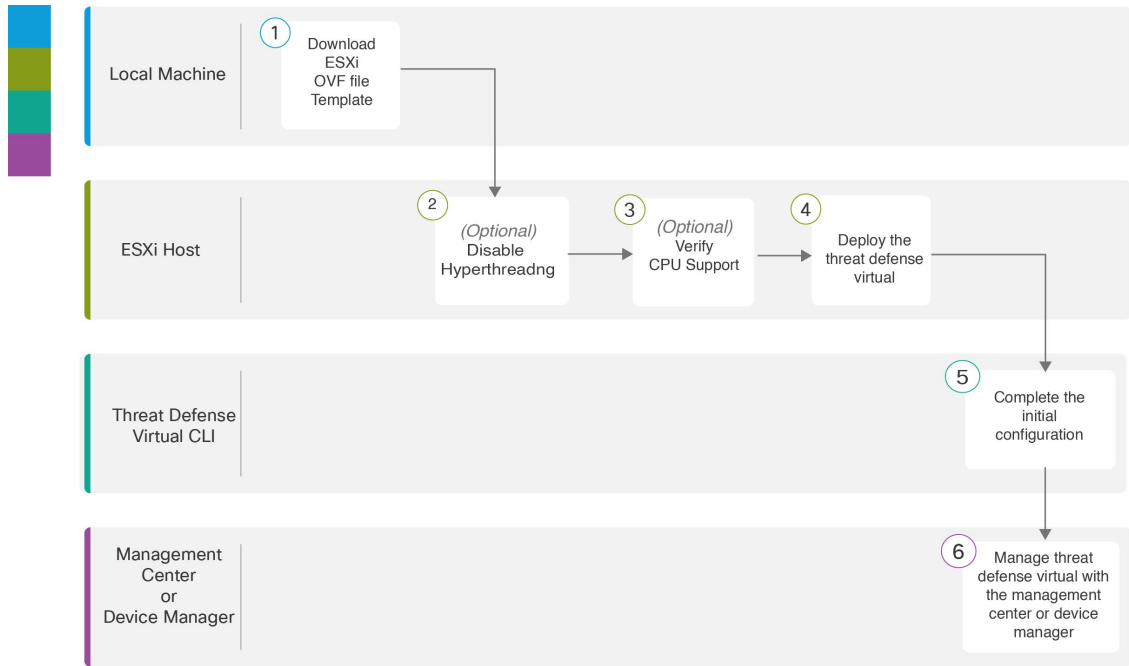 Local Machine
1
Download
ESXi
OVF file
Template
ESXi Host
2
(Optional)
Disable
Hyperthreadng
3
(Optional)
Verify
CPU Support
4
Deploy the
threat defense
virtual
Threat Defense
Virtual CLI
5
Complete the
initial
configuration
Management
Center
or
Device Manager
6
Manage threat
defense virtual with
the management
center or device
manager